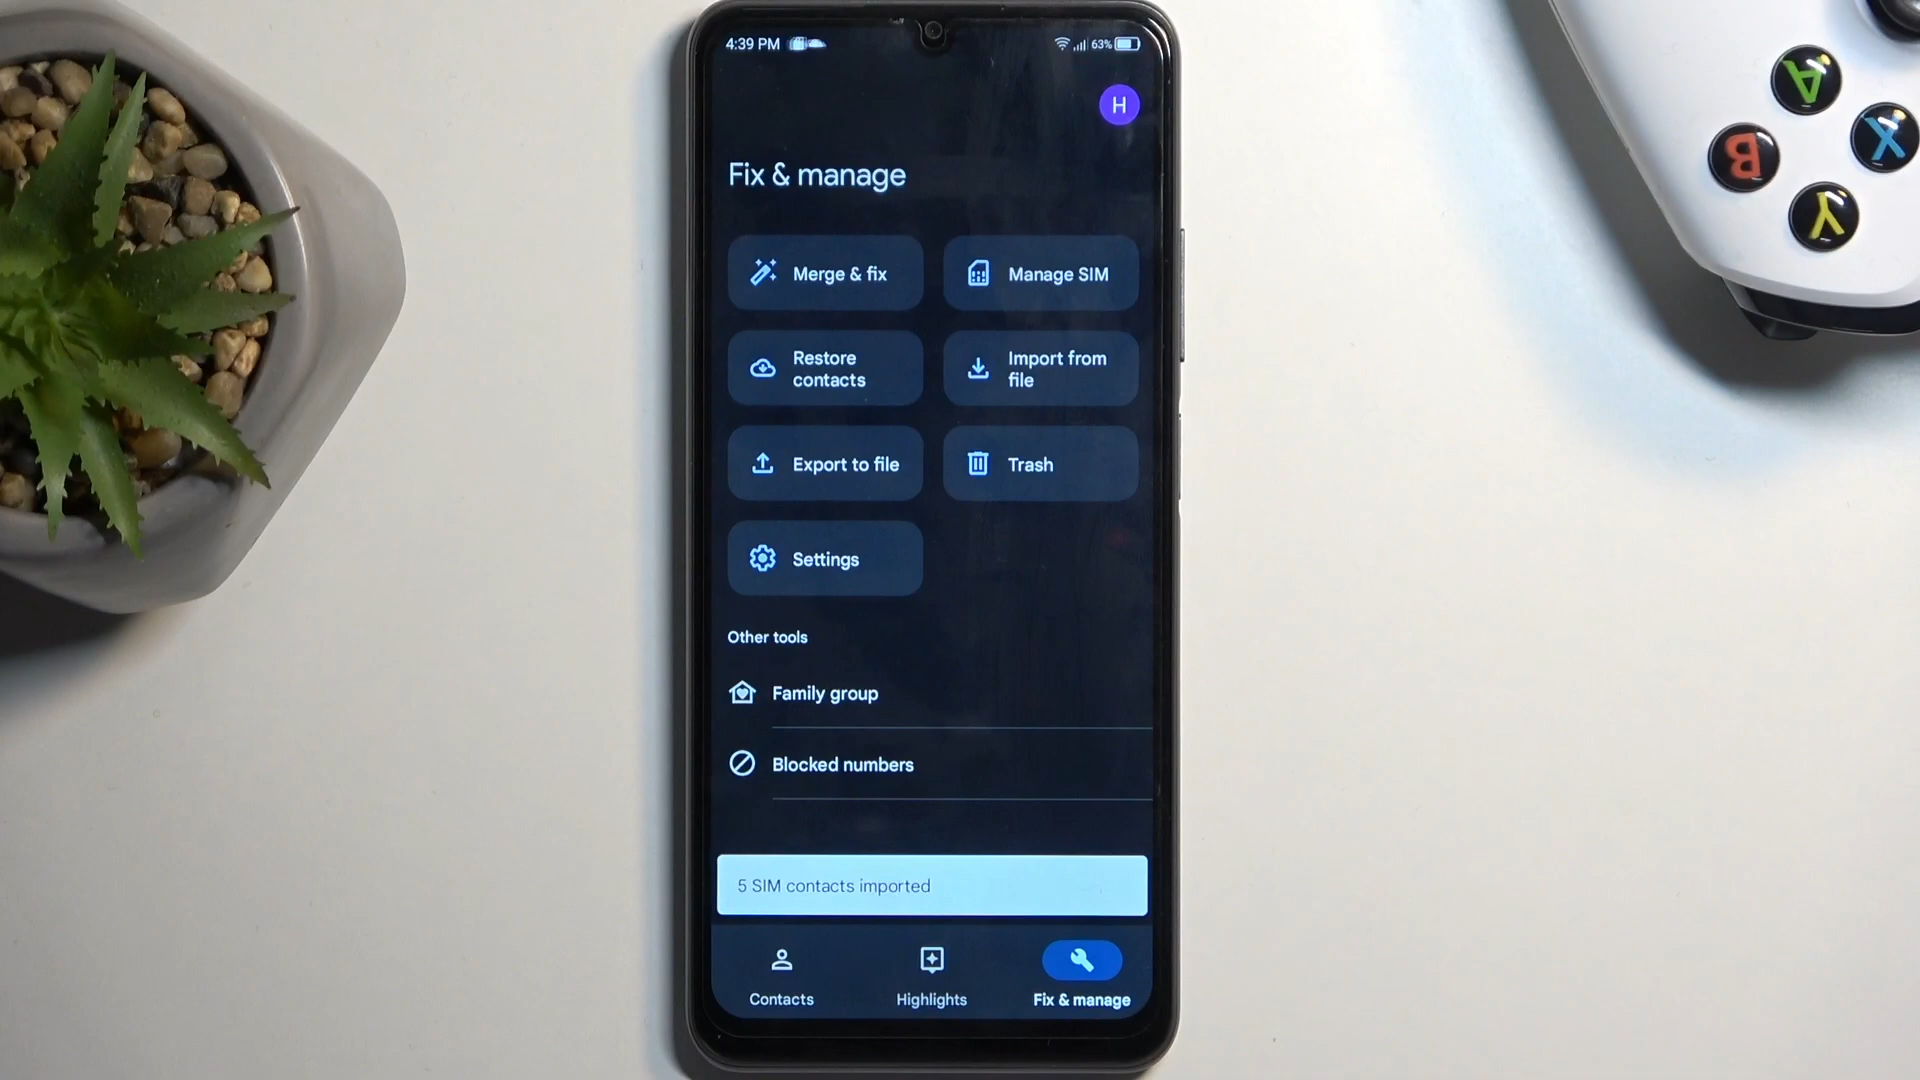 4:39 PM
63%
H
Fix & manage
Merge & fix
Manage SIM
Restore
contacts
Import from
file
Export to file
Trash
Settings
Other tools
Family group
Blocked numbers
5 SIM contacts imported
Contacts
Highlights
Fix & manage
A
B
X
Y